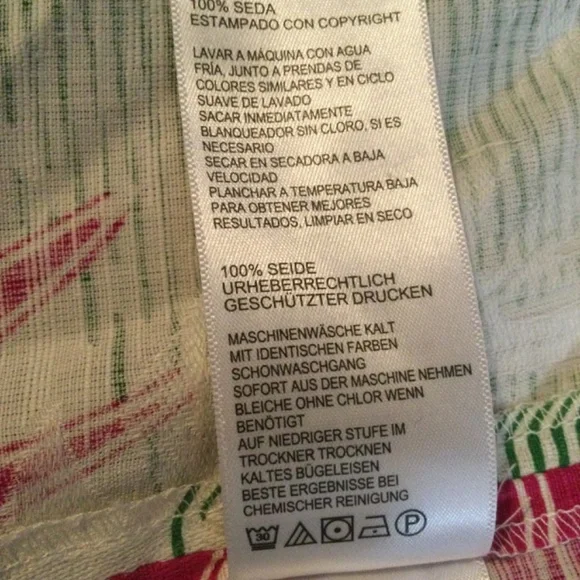 100% SEDA
ESTAMPADO CON COPYRIGHT
LAVAR A MÁQUINA CON AGUA
FRÍA, JUNTO A PRENDAS DE
COLORES SIMILARES Y EN CICLO
SUAVE DE LAVADO
SACAR INMEDIATAMENTE
BLANQUEADOR SIN CLORO, SI ES
NECESARIO
SECAR EN SECADORA A BAJA
VELOCIDAD
PLANCHAR A TEMPERATURA BAJA
PARA OBTENER MEJORES
RESULTADOS, LIMPIAR EN SECO
100% SEIDE
URHEBERRECHTLICH
GESCHÜTZTER DRUCKEN
MASCHINENWÄSCHE KALT
MIT IDENTISCHEN FARBEN
SCHONWASCHGANG
SOFORT AUS DER MASCHINE NEHMEN
BLEICHE OHNE CHLOR WENN
BENÖTIGT
AUF NIEDRIGER STUFE IM
TROCKNER TROCKNEN
KALTES BÜGELEISEN
BESTE ERGEBNISSE BEI
CHEMISCHER REINIGUNG
30 P